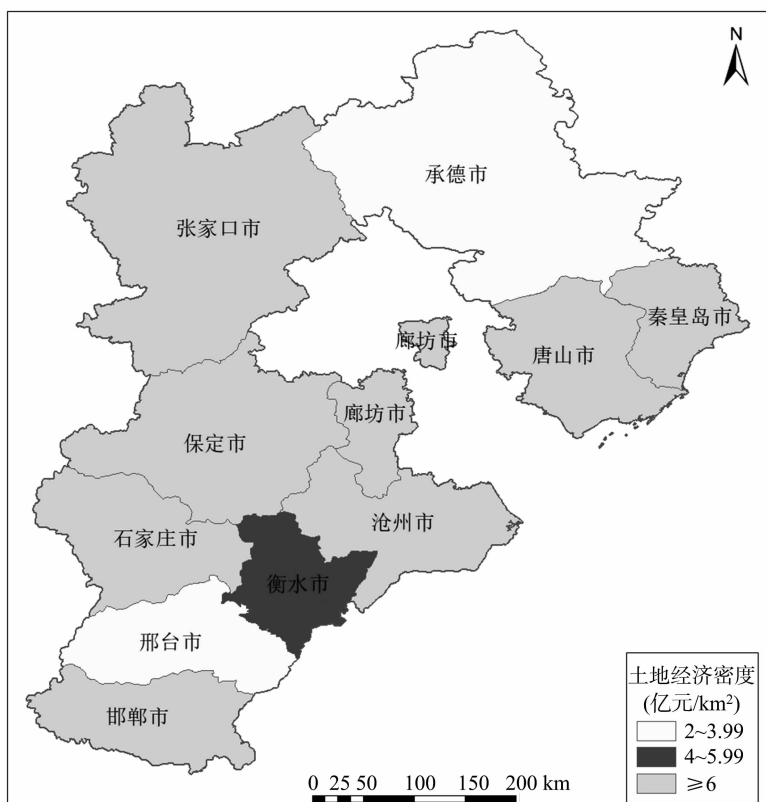 N
承德市
张家口市
秦皇岛市
廊坊市
唐山市
廊坊市
保定市
沧州市
石家庄市
衡水市
邢台市
邯郸市
土地经济密度
(亿元/km²)
2~3.99
4~5.99
≥6
0 25 50 100 150 200 km